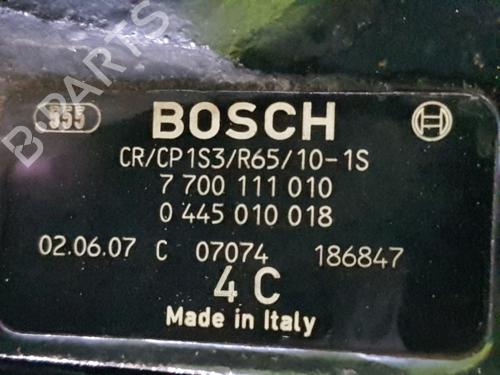 B-PARTS
555 BOSCH
CR/CP1S3/R65/10-1S
7 700 111 010
0 445 010 018
02.06.07 C 07074 186847
4 C
Made in Italy